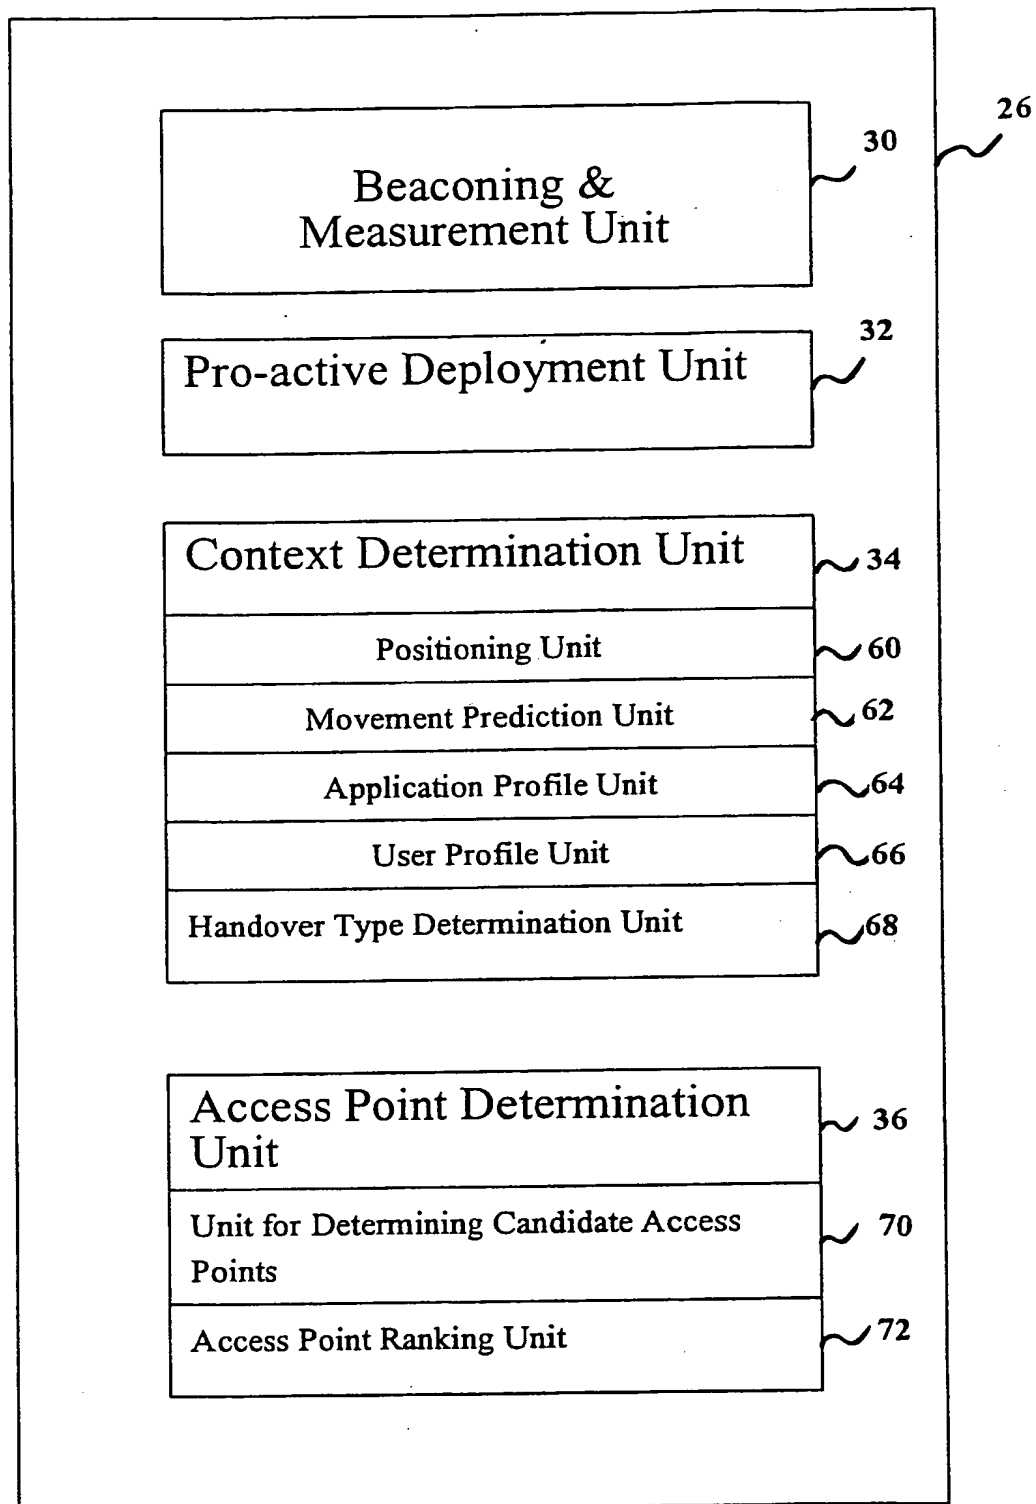 26
30
Beaconing &
Measurement Unit
32
Pro-active Deployment Unit
Context Determination Unit
34
Positioning Unit
60
Movement Prediction Unit
62
Application Profile Unit
64
User Profile Unit
66
Handover Type Determination Unit
68
Access Point Determination
Unit
36
Unit for Determining Candidate Access
Points
70
Access Point Ranking Unit
72